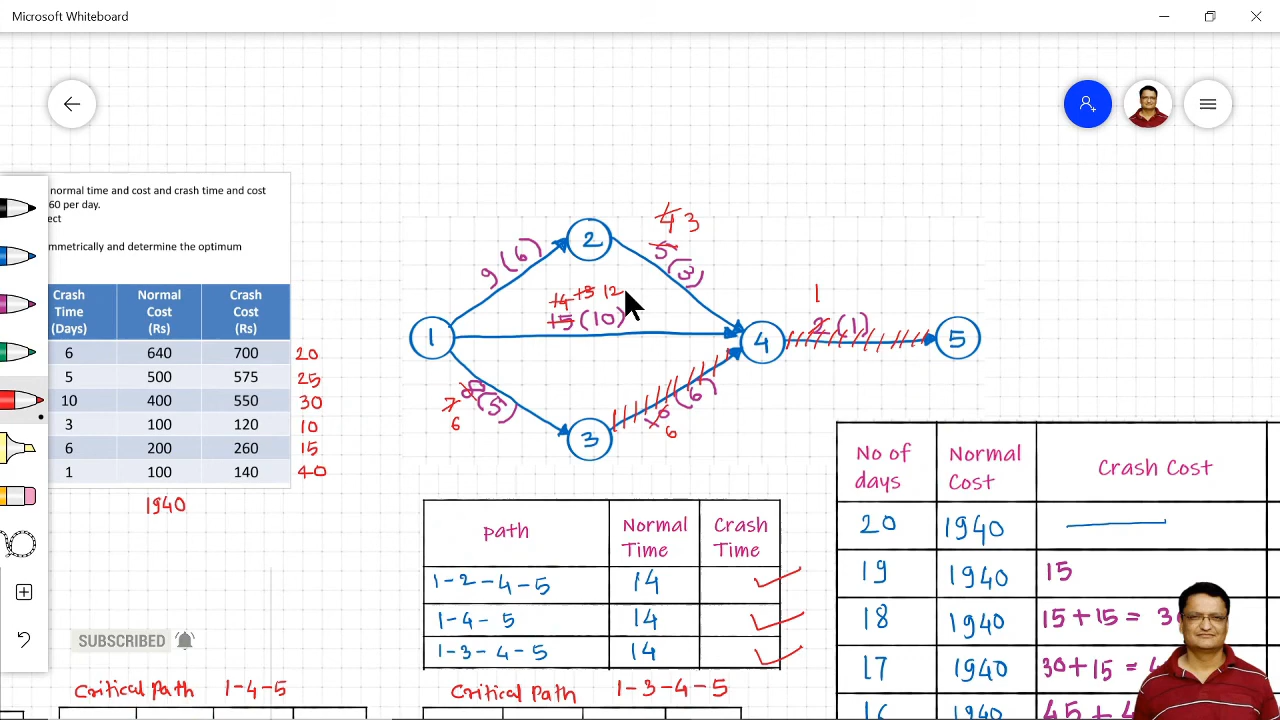 Microsoft Whiteboard
normal time and cost and crash time and cost
60 per day.
ect
mmetrically and determine the optimum
Crash Time (Days) Normal Cost (Rs) Crash Cost (Rs)
6 640 700 20
5 500 575 25
10 400 550 30
3 100 120 10
6 200 260 15
1 100 140 40
1940
1
2
3
4
5
9 (6)
4 3
5 (3)
14 13 12
15 (10)
8 (5)
7
6
(6)
6
1
2 (1)
path Normal Time Crash Time
1-2-4-5 14
1-4-5 14
1-3-4-5 14
Critical path 1-4-5
Critical path 1-3-4-5
No of days Normal Cost Crash Cost
20 1940
19 1940 15
18 1940 15+15 = 3
17 1940 30+15 =
1940 45 +
SUBSCRIBED